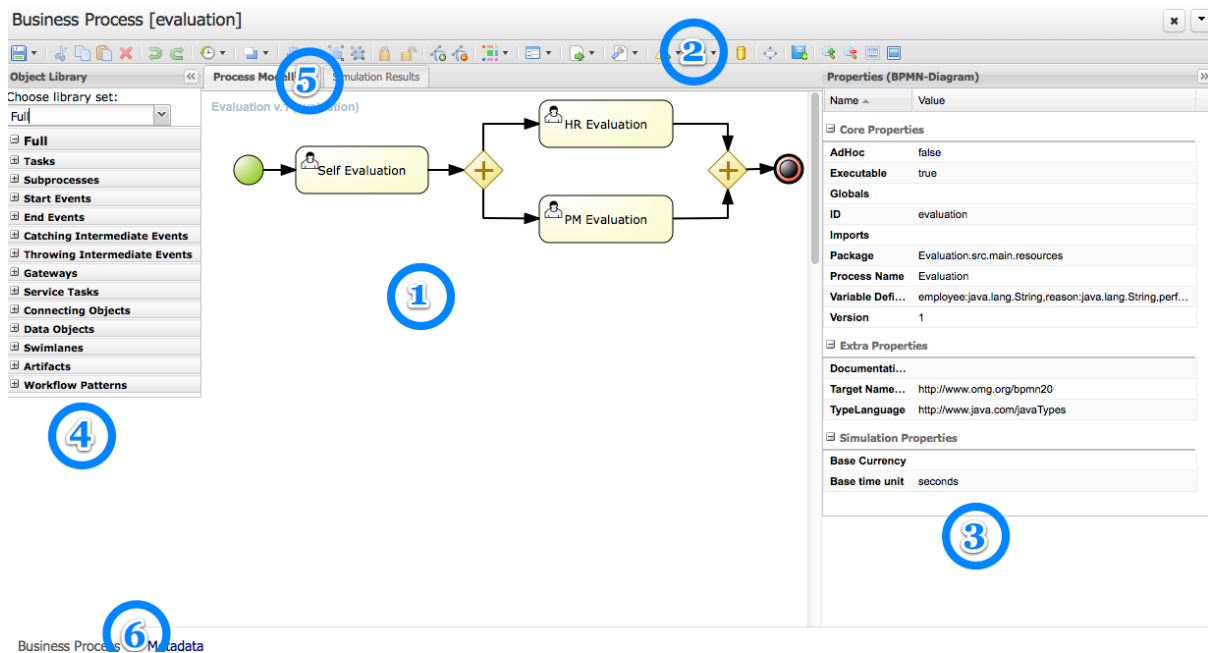 Business Process [evaluation]
2
Object Library
Process Modelli
5
Simulation Results
Properties (BPMN-Diagram)
Choose library set:
Full
Full
Tasks
Subprocesses
Start Events
End Events
Catching Intermediate Events
Throwing Intermediate Events
Gateways
Service Tasks
Connecting Objects
Data Objects
Swimlanes
Artifacts
Workflow Patterns
4
Evaluation v.1 (evaluation)
Self Evaluation
HR Evaluation
PM Evaluation
1
Name Value
Core Properties
AdHoc false
Executable true
Globals
ID evaluation
Imports
Package Evaluation.src.main.resources
Process Name Evaluation
Variable Defi... employee:java.lang.String,reason:java.lang.String,perf...
Version 1
Extra Properties
Documentati...
Target Name... http://www.omg.org/bpmn20
TypeLanguage http://www.java.com/javaTypes
Simulation Properties
Base Currency
Base time unit seconds
3
Business Process 6 Metadata